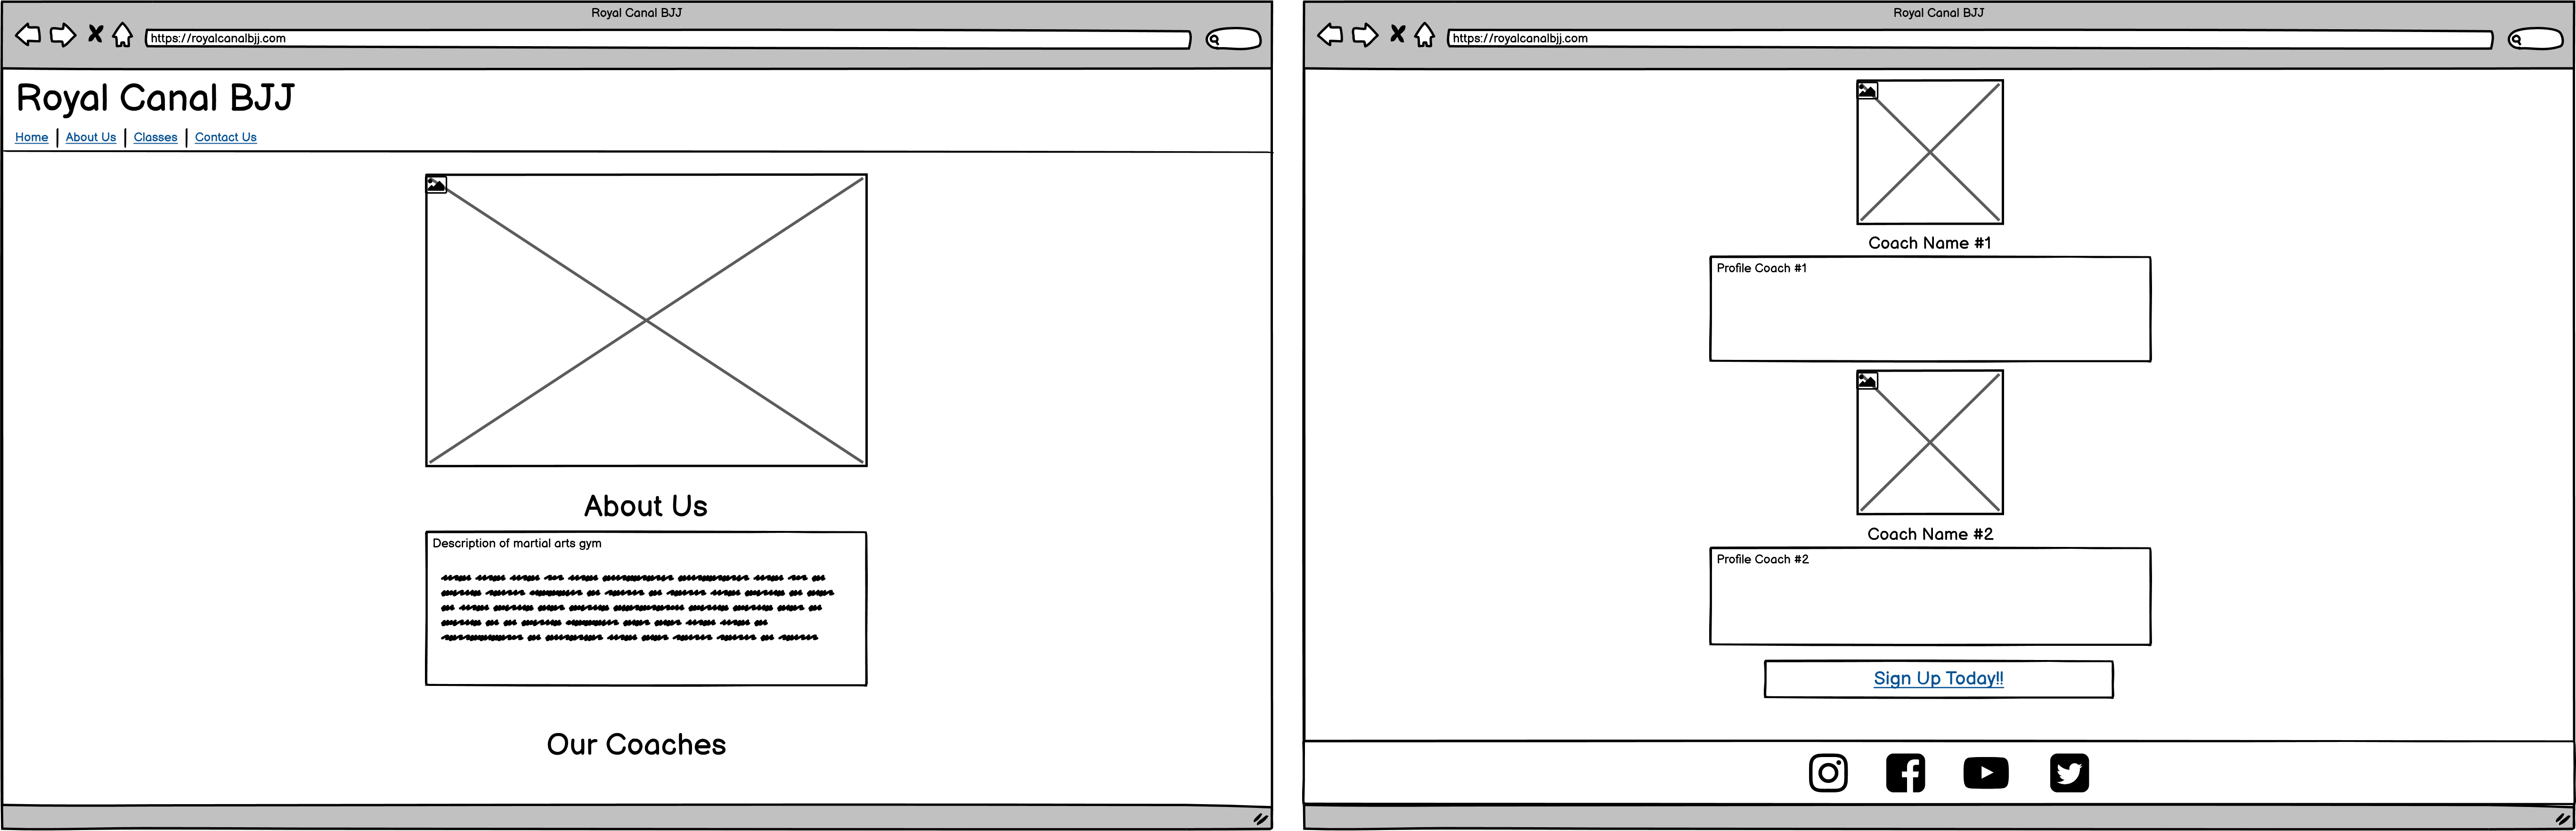 Royal Canal BJJ
https://royalcanalbjj.com
Royal Canal BJJ
Home | About Us | Classes | Contact Us
About Us
Description of martial arts gym
Our Coaches
Royal Canal BJJ
https://royalcanalbjj.com
Coach Name #1
Profile Coach #1
Coach Name #2
Profile Coach #2
Sign Up Today!!